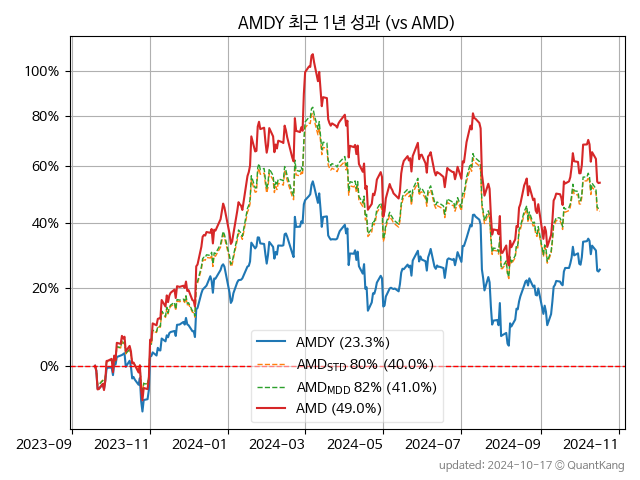 AMDY 최근 1년 성과 (vs AMD)
100%
80%
60%
40%
20%
0%
AMDY (23.3%)
AMD_STD 80% (40.0%)
AMD_MDD 82% (41.0%)
AMD (49.0%)
2023-09 2023-11 2024-01 2024-03 2024-05 2024-07 2024-09 2024-11
updated: 2024-10-17 © QuantKang